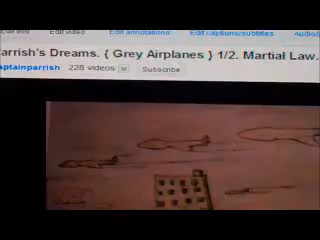 Edit video Edit annotations Edit captions/subtitles Audio
arrish's Dreams. { Grey Airplanes } 1/2. Martial Law.
aptainparrish 228 videos Subscribe